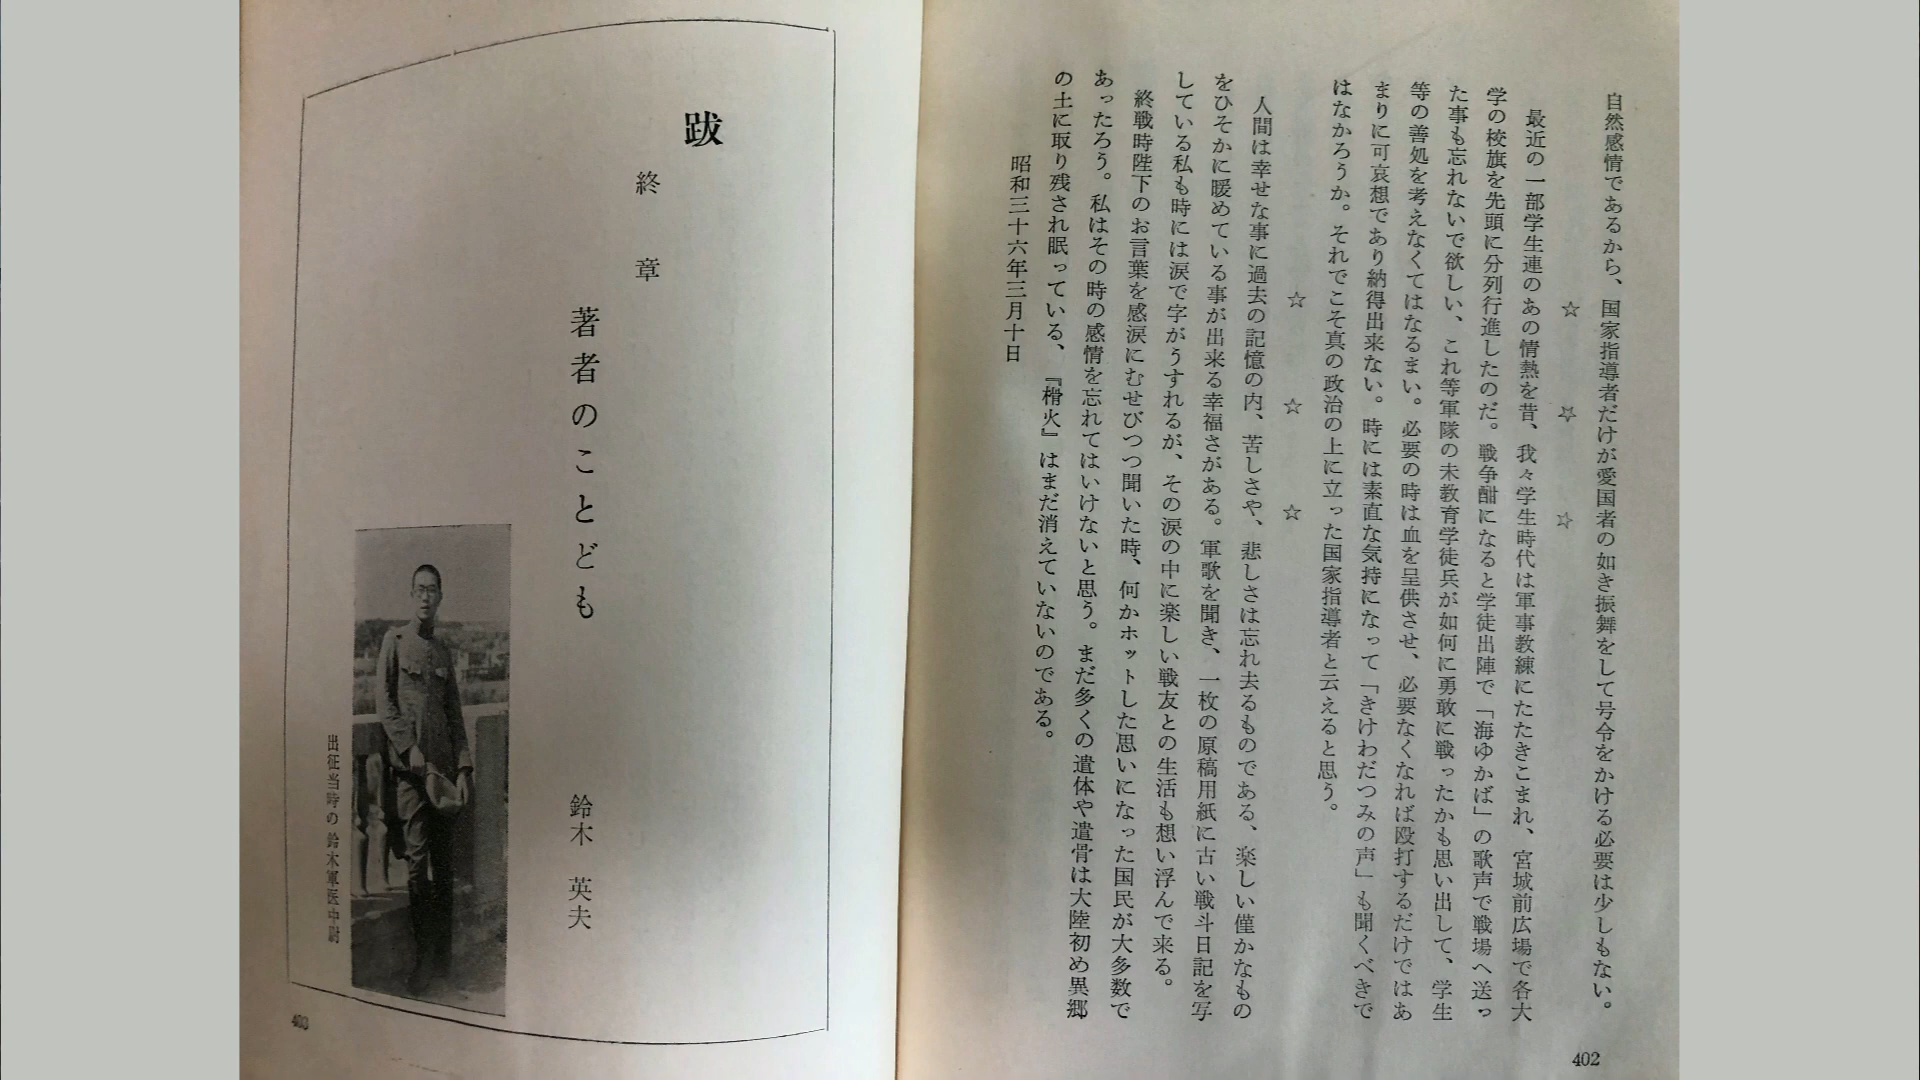 自然感情であるから、国家指導者だけが愛国者の如き振舞をして号令をかける必要は少しもない。
☆ ☆ ☆
最近の一部学生連のあの情熱を昔、我々学生時代は軍事教練にたたきこまれ、宮城前広場で各大
学の校旗を先頭に分列行進したのだ。戦争酣になると学徒出陣で「海ゆかば」の歌声で戦場へ送っ
た事も忘れないで欲しい、これ等軍隊の未教育学徒兵が如何に勇敢に戦ったかも思い出して、学生
等の善処を考えなくてはなるまい。必要の時は血を呈供させ、必要なくなれば殴打するだけではあ
まりに可哀想であり納得出来ない。時には素直な気持になって「きけわだつみの声」も聞くべきで
はなかろうか。それでこそ真の政治の上に立った国家指導者と云えると思う。
☆ ☆ ☆
人間は幸せな事に過去の記憶の内、苦しさや、悲しさは忘れ去るものである、楽しい僅かなもの
をひそかに暖めている事が出来る幸福さがある。軍歌を聞き、一枚の原稿用紙に古い戦斗日記を写
している私も時には涙で字がうすれるが、その涙の中に楽しい戦友との生活も想い浮んで来る。
終戦時陛下のお言葉を感涙にむせびつつ聞いた時、何かホットした思いになった国民が大多数で
あったろう。私はその時の感情を忘れてはいけないと思う。まだ多くの遺体や遺骨は大陸初め異郷
の土に取り残され眠っている、『榾火』はまだ消えていないのである。
昭和三十六年三月十日
402
跋
終 章
著者のことども
鈴木 英夫
出征当時の鈴木軍医中尉
403